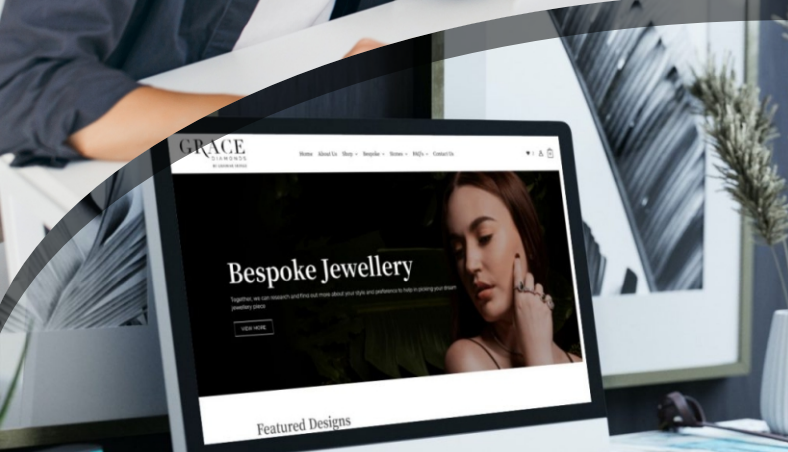 GRACE
DIAMONDS
Home About Us Shop Bespoke Stones FAQ's Contact Us
Bespoke Jewellery
Together, we can research and find out more about your style and preference to help in picking your dream
jewellery piece.
VIEW MORE
Featured Designs